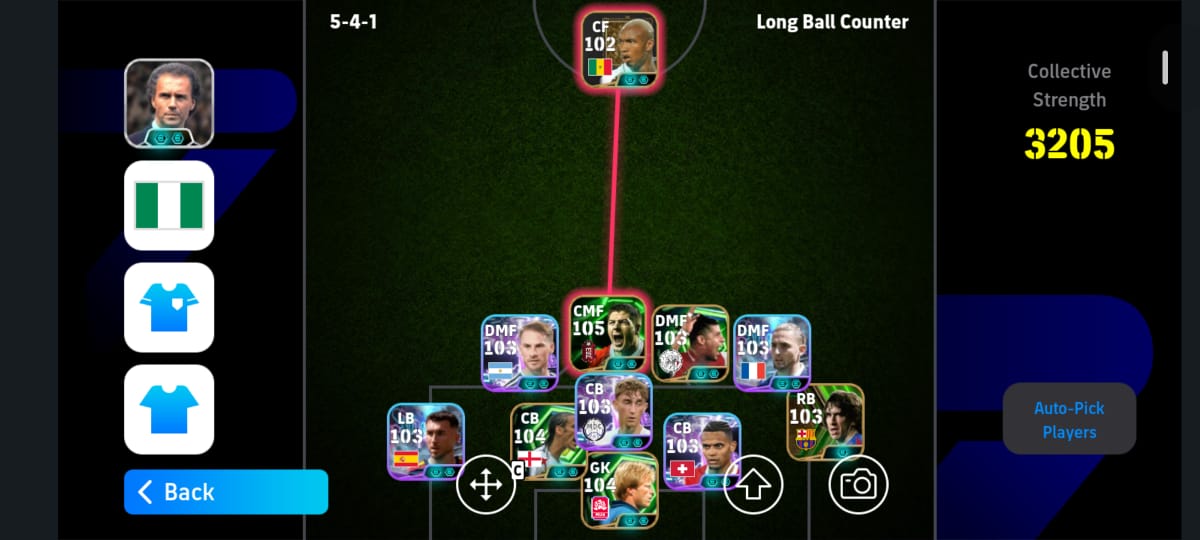 5-4-1
Long Ball Counter
CF
102
Collective
Strength
3205
CMF
105
DMF
103
DMF
103
DMF
103
CB
103
LB
103
CB
104
CB
103
RB
103
C
GK
104
Auto-Pick
Players
Back